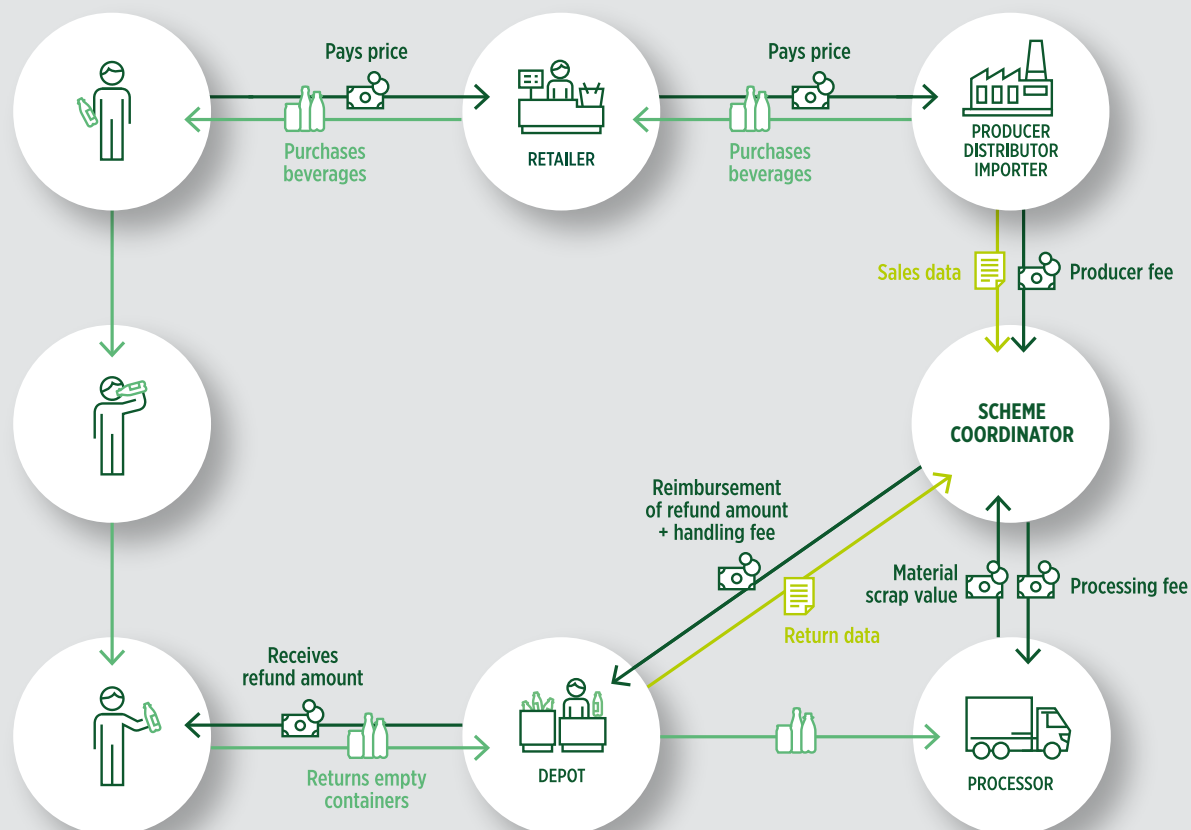 Pays price
Pays price
RETAILER
PRODUCER
DISTRIBUTOR
IMPORTER
Purchases
beverages
Purchases
beverages
Sales data
Producer fee
SCHEME
COORDINATOR
Reimbursement
of refund amount
+ handling fee
Material
scrap value
Processing fee
Return data
Receives
refund amount
DEPOT
PROCESSOR
Returns empty
containers